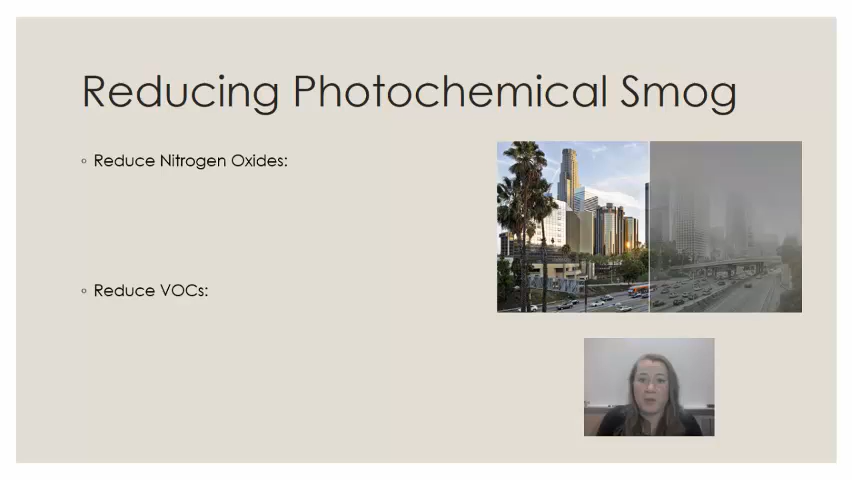 Reducing Photochemical Smog
◦ Reduce Nitrogen Oxides:
◦ Reduce VOCs: